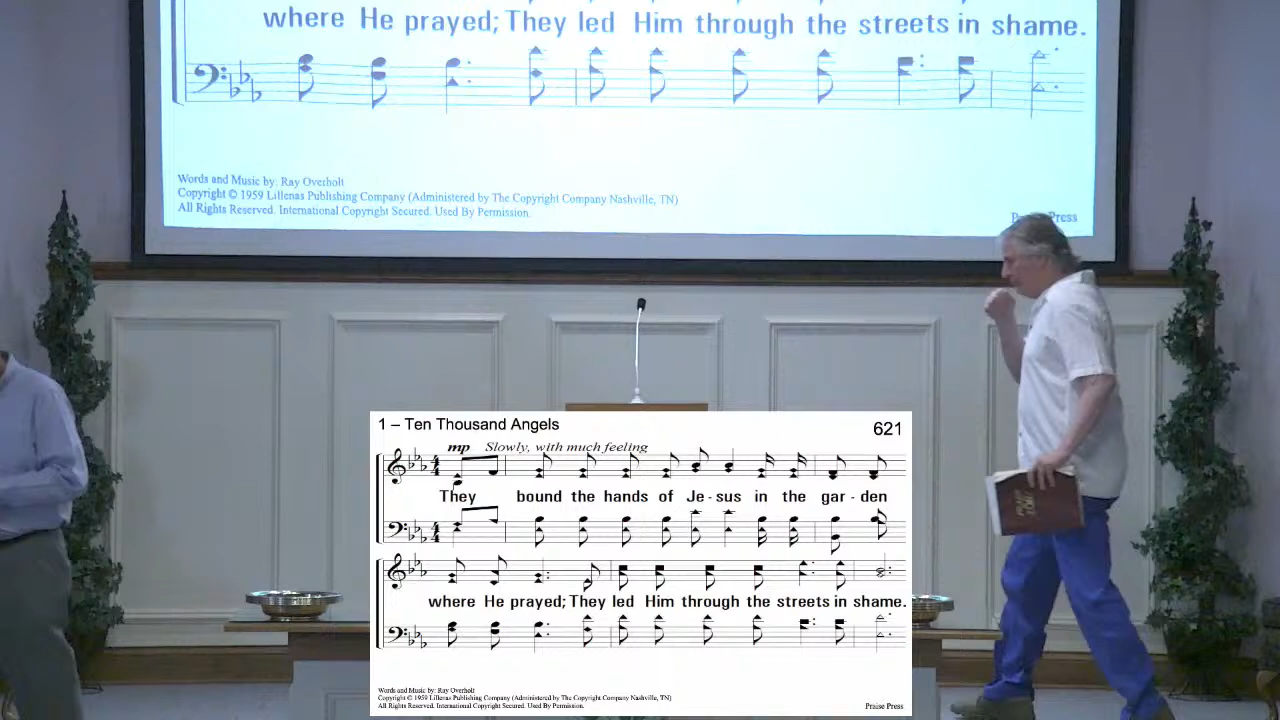 where He prayed; They led Him through the streets in shame.
Words and Music by: Ray Overholt
Copyright © 1959 Lillenas Publishing Company (Administered by The Copyright Company Nashville, TN)
All Rights Reserved. International Copyright Secured. Used By Permission.
Press
1 – Ten Thousand Angels
621
mp Slowly, with much feeling
They bound the hands of Je - sus in the gar - den
where He prayed; They led Him through the streets in shame.
Words and Music by: Ray Overholt
Copyright © 1959 Lillenas Publishing Company (Administered by The Copyright Company Nashville, TN)
All Rights Reserved. International Copyright Secured. Used By Permission.
Praise Press